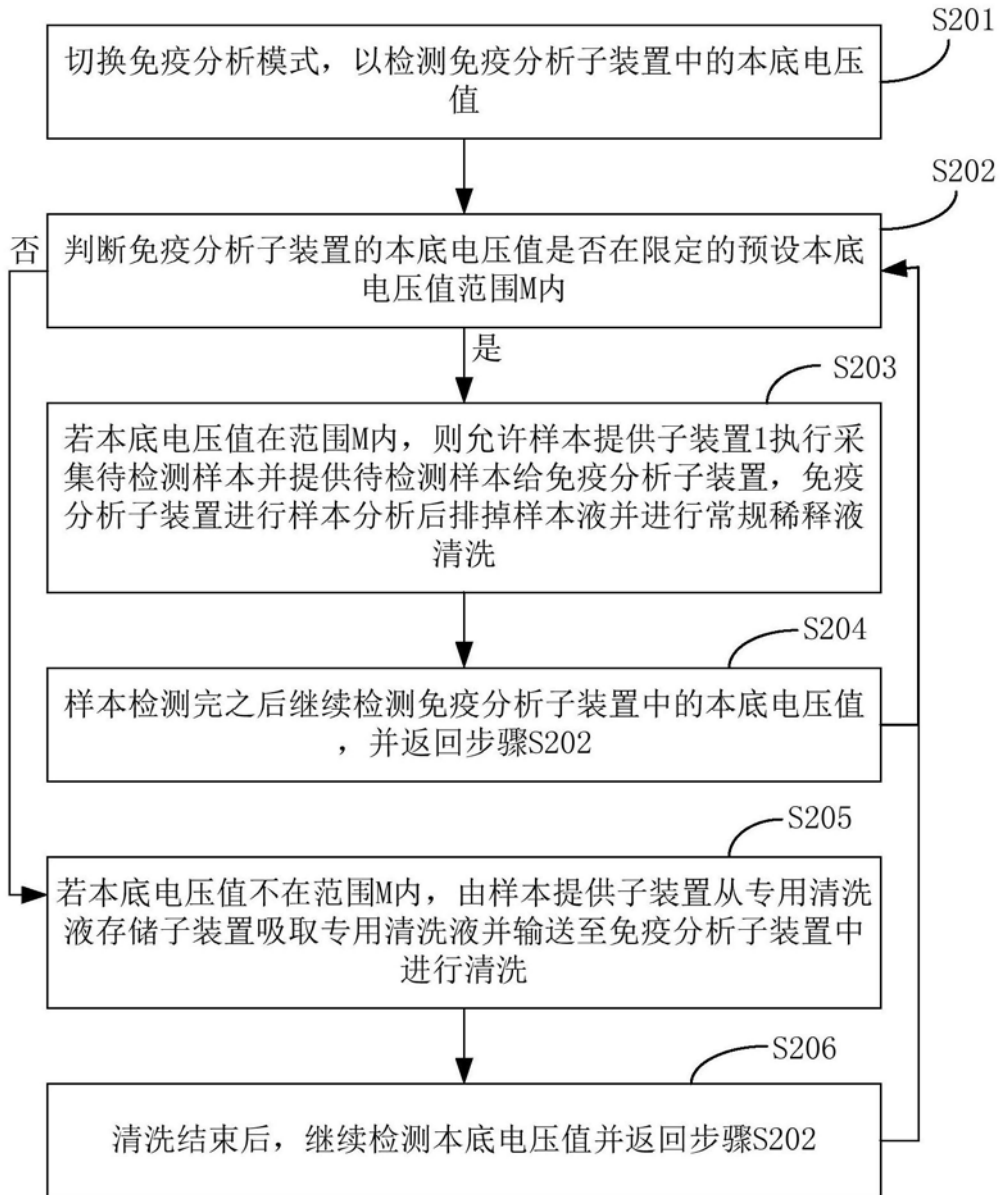 S201
切换免疫分析模式，以检测免疫分析子装置中的本底电压
值
S202
否
判断免疫分析子装置的本底电压值是否在限定的预设本底
电压值范围M内
是
S203
若本底电压值在范围M内，则允许样本提供子装置1执行采
集待检测样本并提供待检测样本给免疫分析子装置，免疫
分析子装置进行样本分析后排掉样本液并进行常规稀释液
清洗
S204
样本检测完之后继续检测免疫分析子装置中的本底电压值
，并返回步骤S202
S205
若本底电压值不在范围M内，由样本提供子装置从专用清洗
液存储子装置吸取专用清洗液并输送至免疫分析子装置中
进行清洗
S206
清洗结束后，继续检测本底电压值并返回步骤S202